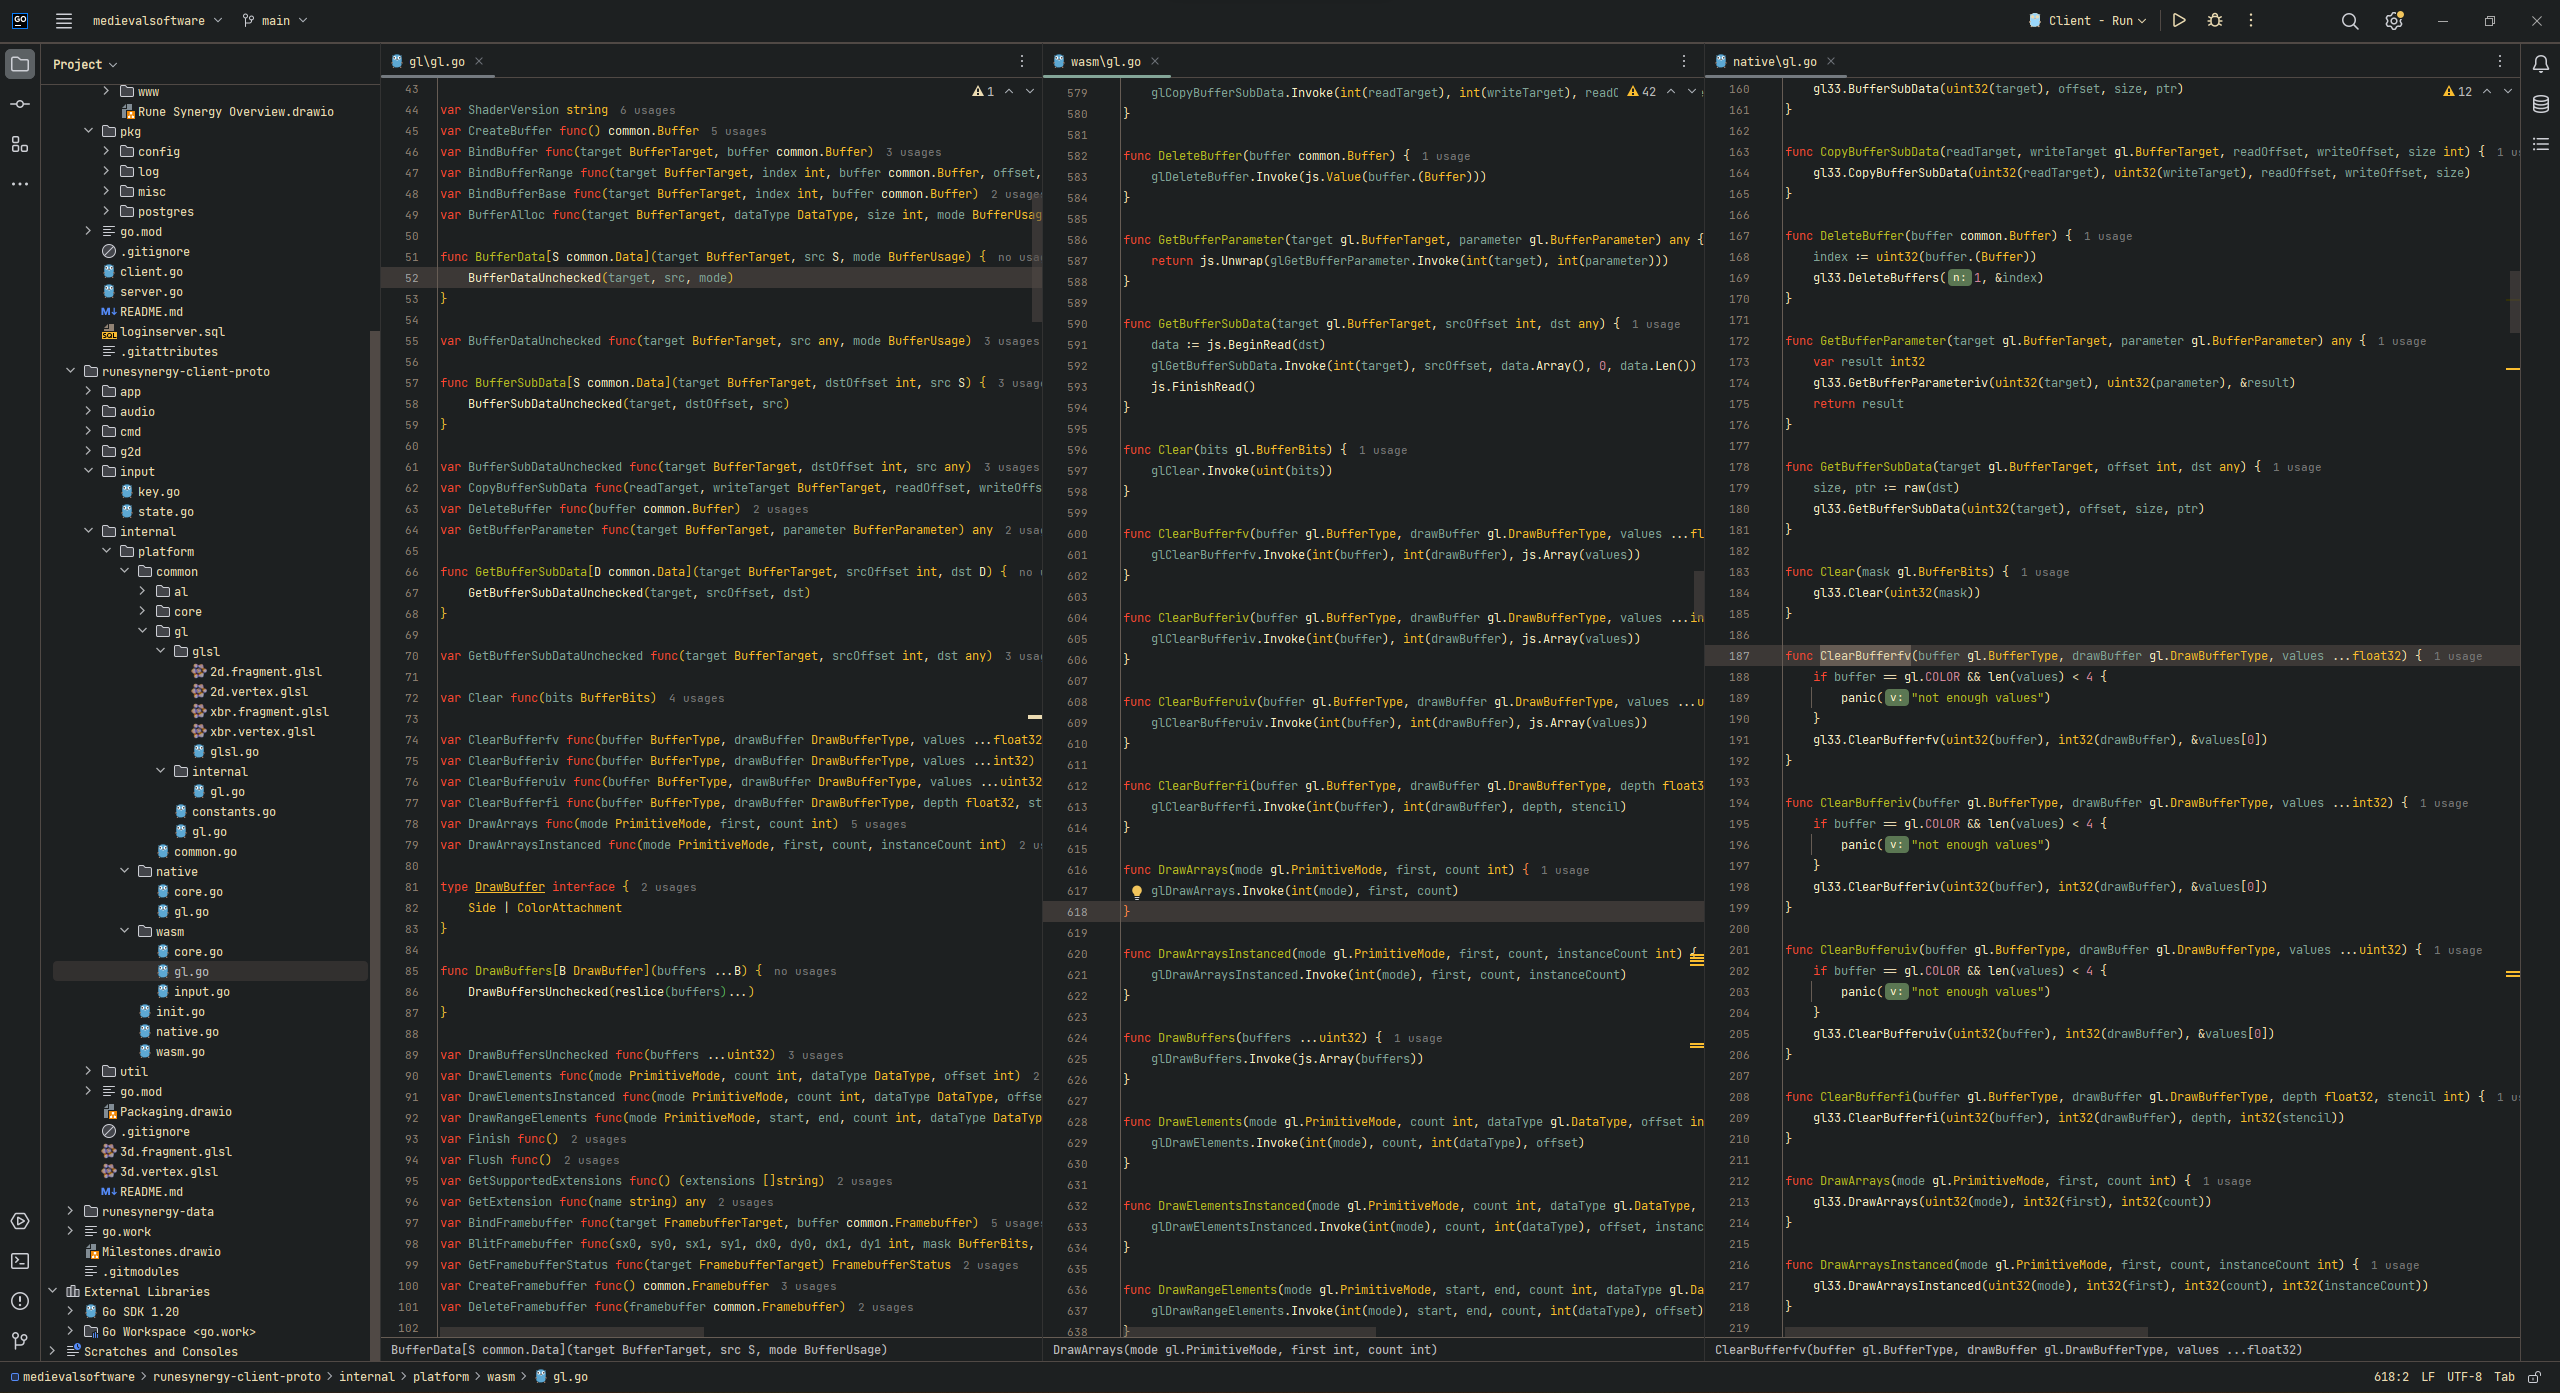 GO
medievalsoftware
main
Client - Run
Project
www
Rune Synergy Overview.drawio
pkg
config
log
misc
postgres
go.mod
.gitignore
client.go
server.go
README.md
loginserver.sql
.gitattributes
runesynergy-client-proto
app
audio
cmd
g2d
input
key.go
state.go
internal
platform
common
al
core
gl
glsl
2d.fragment.glsl
2d.vertex.glsl
xbr.fragment.glsl
xbr.vertex.glsl
glsl.go
internal
gl.go
constants.go
gl.go
common.go
native
core.go
gl.go
wasm
core.go
gl.go
input.go
init.go
native.go
wasm.go
util
go.mod
Packaging.drawio
.gitignore
3d.fragment.glsl
3d.vertex.glsl
README.md
runesynergy-data
go.work
Milestones.drawio
.gitmodules
External Libraries
Go SDK 1.20
Go Workspace <go.work>
Scratches and Consoles
gl\gl.go
1
43
44 var ShaderVersion string 6 usages
45 var CreateBuffer func() common.Buffer 5 usages
46 var BindBuffer func(target BufferTarget, buffer common.Buffer) 3 usages
47 var BindBufferRange func(target BufferTarget, index int, buffer common.Buffer, offset,
48 var BindBufferBase func(target BufferTarget, index int, buffer common.Buffer) 2 usage
49 var BufferAlloc func(target BufferTarget, dataType DataType, size int, mode BufferUsag
50
51 func BufferData[S common.Data](target BufferTarget, src S, mode BufferUsage) { no usa
52 BufferDataUnchecked(target, src, mode)
53 }
54
55 var BufferDataUnchecked func(target BufferTarget, src any, mode BufferUsage) 3 usages
56
57 func BufferSubData[S common.Data](target BufferTarget, dstOffset int, src S) { 3 usag
58 BufferSubDataUnchecked(target, dstOffset, src)
59 }
60
61 var BufferSubDataUnchecked func(target BufferTarget, dstOffset int, src any) 3 usages
62 var CopyBufferSubData func(readTarget, writeTarget BufferTarget, readOffset, writeOffs
63 var DeleteBuffer func(buffer common.Buffer) 2 usages
64 var GetBufferParameter func(target BufferTarget, parameter BufferParameter) any 2 usa
65
66 func GetBufferSubData[D common.Data](target BufferTarget, srcOffset int, dst D) { no u
67 GetBufferSubDataUnchecked(target, srcOffset, dst)
68 }
69
70 var GetBufferSubDataUnchecked func(target BufferTarget, srcOffset int, dst any) 3 usa
71
72 var Clear func(bits BufferBits) 4 usages
73
74 var ClearBufferfv func(buffer BufferType, drawBuffer DrawBufferType, values ...float32
75 var ClearBufferiv func(buffer BufferType, drawBuffer DrawBufferType, values ...int32)
76 var ClearBufferuiv func(buffer BufferType, drawBuffer DrawBufferType, values ...uint32
77 var ClearBufferfi func(buffer BufferType, drawBuffer DrawBufferType, depth float32, st
78 var DrawArrays func(mode PrimitiveMode, first, count int) 5 usages
79 var DrawArraysInstanced func(mode PrimitiveMode, first, count, instanceCount int) 2 u
80
81 type DrawBuffer interface { 2 usages
82 Side | ColorAttachment
83 }
84
85 func DrawBuffers[B DrawBuffer](buffers ...B) { no usages
86 DrawBuffersUnchecked(reslice(buffers)...)
87 }
88
89 var DrawBuffersUnchecked func(buffers ...uint32) 3 usages
90 var DrawElements func(mode PrimitiveMode, count int, dataType DataType, offset int) 2
91 var DrawElementsInstanced func(mode PrimitiveMode, count int, dataType DataType, offse
92 var DrawRangeElements func(mode PrimitiveMode, start, end, count int, dataType DataTyp
93 var Finish func() 2 usages
94 var Flush func() 2 usages
95 var GetSupportedExtensions func() (extensions []string) 2 usages
96 var GetExtension func(name string) any 2 usages
97 var BindFramebuffer func(target FramebufferTarget, buffer common.Framebuffer) 5 usage
98 var BlitFramebuffer func(sx0, sy0, sx1, sy1, dx0, dy0, dx1, dy1 int, mask BufferBits,
99 var GetFramebufferStatus func(target FramebufferTarget) FramebufferStatus 2 usages
100 var CreateFramebuffer func() common.Framebuffer 3 usages
101 var DeleteFramebuffer func(framebuffer common.Framebuffer) 2 usages
102
BufferData[S common.Data](target BufferTarget, src S, mode BufferUsage)
wasm\gl.go
42
579 glCopyBufferSubData.Invoke(int(readTarget), int(writeTarget), read
580 }
581
582 func DeleteBuffer(buffer common.Buffer) { 1 usage
583 glDeleteBuffer.Invoke(js.Value(buffer.(Buffer)))
584 }
585
586 func GetBufferParameter(target gl.BufferTarget, parameter gl.BufferParameter) any {
587 return js.Unwrap(glGetBufferParameter.Invoke(int(target), int(parameter)))
588 }
589
590 func GetBufferSubData(target gl.BufferTarget, srcOffset int, dst any) { 1 usage
591 data := js.BeginRead(dst)
592 glGetBufferSubData.Invoke(int(target), srcOffset, data.Array(), 0, data.Len())
593 js.FinishRead()
594 }
595
596 func Clear(bits gl.BufferBits) { 1 usage
597 glClear.Invoke(uint(bits))
598 }
599
600 func ClearBufferfv(buffer gl.BufferType, drawBuffer gl.DrawBufferType, values ...fl
601 glClearBufferfv.Invoke(int(buffer), int(drawBuffer), js.Array(values))
602 }
603
604 func ClearBufferiv(buffer gl.BufferType, drawBuffer gl.DrawBufferType, values ...in
605 glClearBufferiv.Invoke(int(buffer), int(drawBuffer), js.Array(values))
606 }
607
608 func ClearBufferuiv(buffer gl.BufferType, drawBuffer gl.DrawBufferType, values ...u
609 glClearBufferuiv.Invoke(int(buffer), int(drawBuffer), js.Array(values))
610 }
611
612 func ClearBufferfi(buffer gl.BufferType, drawBuffer gl.DrawBufferType, depth float3
613 glClearBufferfi.Invoke(int(buffer), int(drawBuffer), depth, stencil)
614 }
615
616 func DrawArrays(mode gl.PrimitiveMode, first, count int) { 1 usage
617 glDrawArrays.Invoke(int(mode), first, count)
618 }
619
620 func DrawArraysInstanced(mode gl.PrimitiveMode, first, count, instanceCount int) {
621 glDrawArraysInstanced.Invoke(int(mode), first, count, instanceCount)
622 }
623
624 func DrawBuffers(buffers ...uint32) { 1 usage
625 glDrawBuffers.Invoke(js.Array(buffers))
626 }
627
628 func DrawElements(mode gl.PrimitiveMode, count int, dataType gl.DataType, offset in
629 glDrawElements.Invoke(int(mode), count, int(dataType), offset)
630 }
631
632 func DrawElementsInstanced(mode gl.PrimitiveMode, count int, dataType gl.DataType,
633 glDrawElementsInstanced.Invoke(int(mode), count, int(dataType), offset, instanc
634 }
635
636 func DrawRangeElements(mode gl.PrimitiveMode, start, end, count int, dataType gl.Da
637 glDrawRangeElements.Invoke(int(mode), start, end, count, int(dataType), offset)
638 }
DrawArrays(mode gl.PrimitiveMode, first int, count int)
native\gl.go
12
160 gl33.BufferSubData(uint32(target), offset, size, ptr)
161 }
162
163 func CopyBufferSubData(readTarget, writeTarget gl.BufferTarget, readOffset, writeOffset, size int) { 1 u
164 gl33.CopyBufferSubData(uint32(readTarget), uint32(writeTarget), readOffset, writeOffset, size)
165 }
166
167 func DeleteBuffer(buffer common.Buffer) { 1 usage
168 index := uint32(buffer.(Buffer))
169 gl33.DeleteBuffers( n: 1, &index)
170 }
171
172 func GetBufferParameter(target gl.BufferTarget, parameter gl.BufferParameter) any { 1 usage
173 var result int32
174 gl33.GetBufferParameteriv(uint32(target), uint32(parameter), &result)
175 return result
176 }
177
178 func GetBufferSubData(target gl.BufferTarget, offset int, dst any) { 1 usage
179 size, ptr := raw(dst)
180 gl33.GetBufferSubData(uint32(target), offset, size, ptr)
181 }
182
183 func Clear(mask gl.BufferBits) { 1 usage
184 gl33.Clear(uint32(mask))
185 }
186
187 func ClearBufferfv(buffer gl.BufferType, drawBuffer gl.DrawBufferType, values ...float32) { 1 usage
188 if buffer == gl.COLOR && len(values) < 4 {
189 panic( v: "not enough values")
190 }
191 gl33.ClearBufferfv(uint32(buffer), int32(drawBuffer), &values[0])
192 }
193
194 func ClearBufferiv(buffer gl.BufferType, drawBuffer gl.DrawBufferType, values ...int32) { 1 usage
195 if buffer == gl.COLOR && len(values) < 4 {
196 panic( v: "not enough values")
197 }
198 gl33.ClearBufferiv(uint32(buffer), int32(drawBuffer), &values[0])
199 }
200
201 func ClearBufferuiv(buffer gl.BufferType, drawBuffer gl.DrawBufferType, values ...uint32) { 1 usage
202 if buffer == gl.COLOR && len(values) < 4 {
203 panic( v: "not enough values")
204 }
205 gl33.ClearBufferuiv(uint32(buffer), int32(drawBuffer), &values[0])
206 }
207
208 func ClearBufferfi(buffer gl.BufferType, drawBuffer gl.DrawBufferType, depth float32, stencil int) { 1 u
209 gl33.ClearBufferfi(uint32(buffer), int32(drawBuffer), depth, int32(stencil))
210 }
211
212 func DrawArrays(mode gl.PrimitiveMode, first, count int) { 1 usage
213 gl33.DrawArrays(uint32(mode), int32(first), int32(count))
214 }
215
216 func DrawArraysInstanced(mode gl.PrimitiveMode, first, count, instanceCount int) { 1 usage
217 gl33.DrawArraysInstanced(uint32(mode), int32(first), int32(count), int32(instanceCount))
218 }
219
ClearBufferfv(buffer gl.BufferType, drawBuffer gl.DrawBufferType, values ...float32)
medievalsoftware > runesynergy-client-proto > internal > platform > wasm > gl.go
618:2 LF UTF-8 Tab